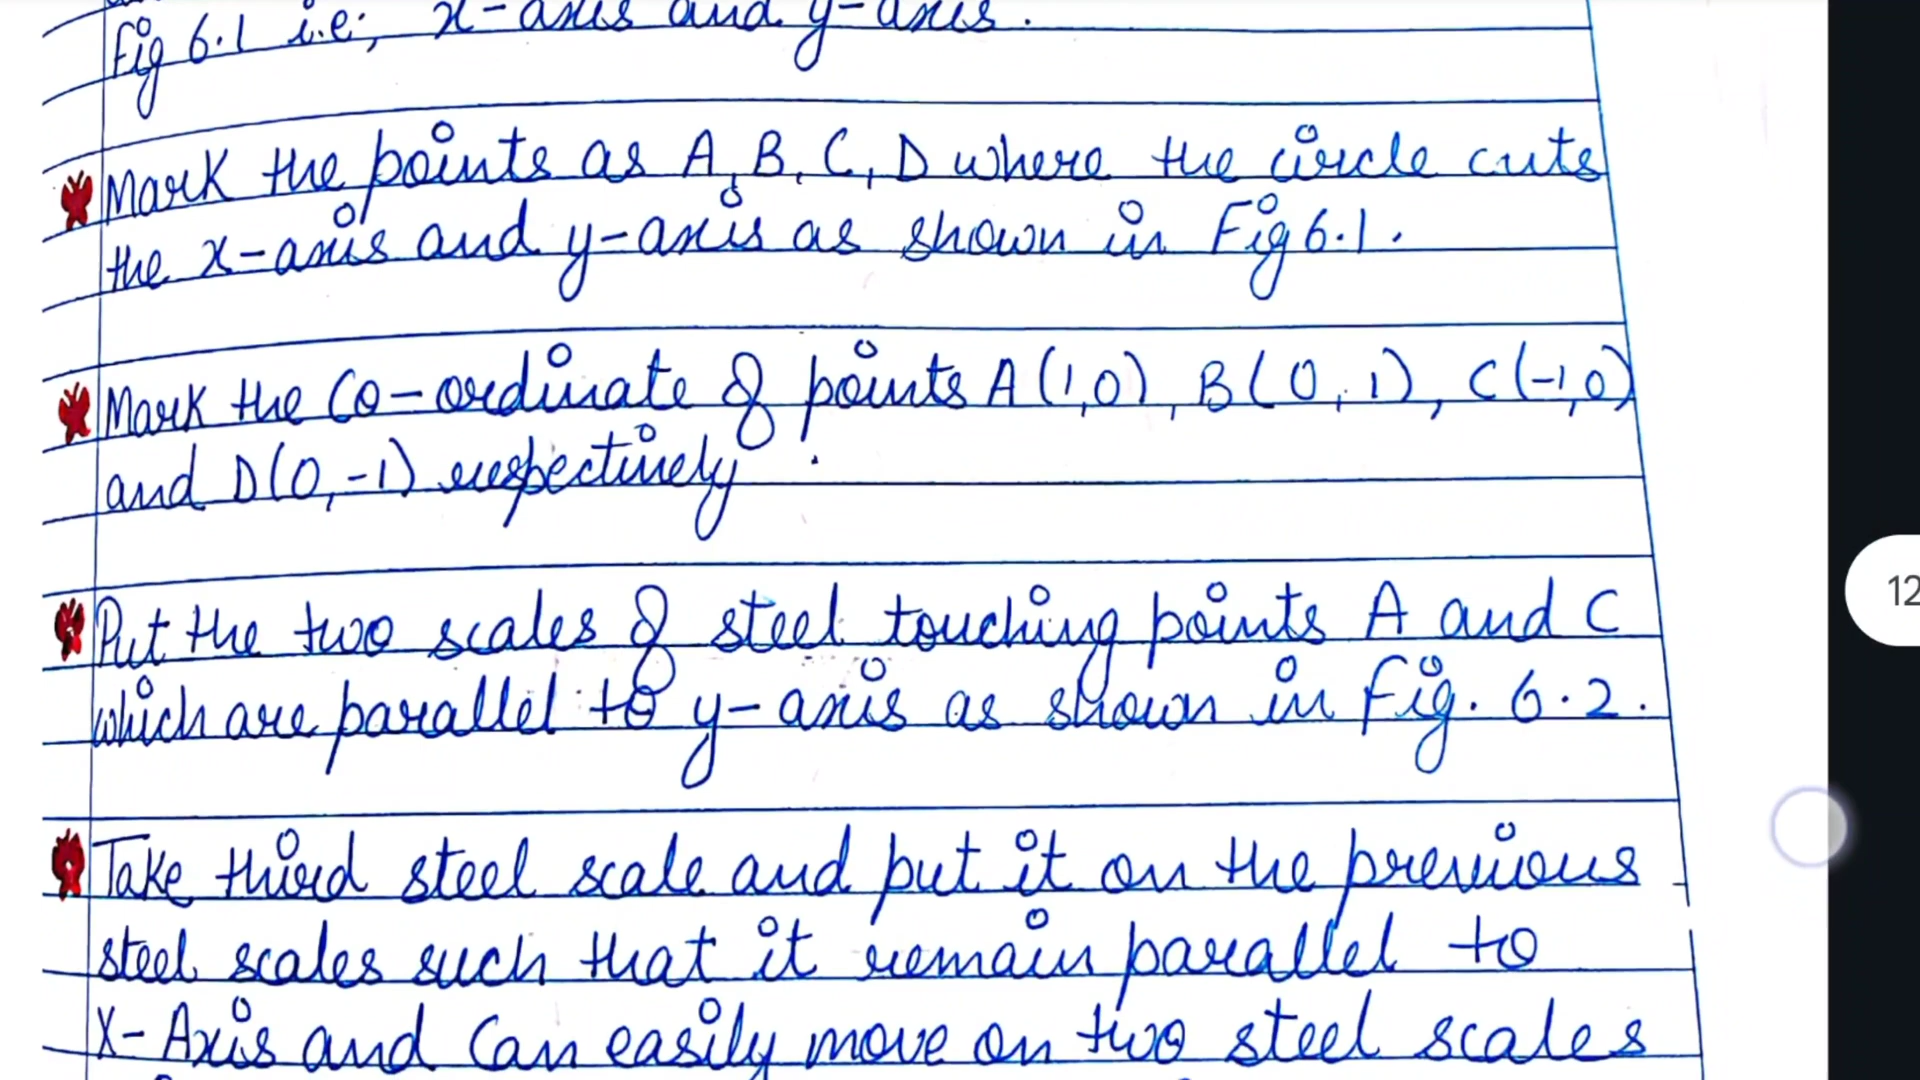 Fig 6.1 i.e; x-axis and y-axis.
Mark the points as A, B, C, D where the circle cuts
the x-axis and y-axis as shown in Fig 6.1.
Mark the Co-ordinate of points A(1,0), B(0,1), C(-1,0)
and D(0,-1) respectively.
Put the two scales of steel touching points A and C
which are parallel to y-axis as shown in Fig. 6.2.
Take third steel scale and put it on the previous
steel scales such that it remain parallel to
X-Axis and Can easily move on two steel scales
12